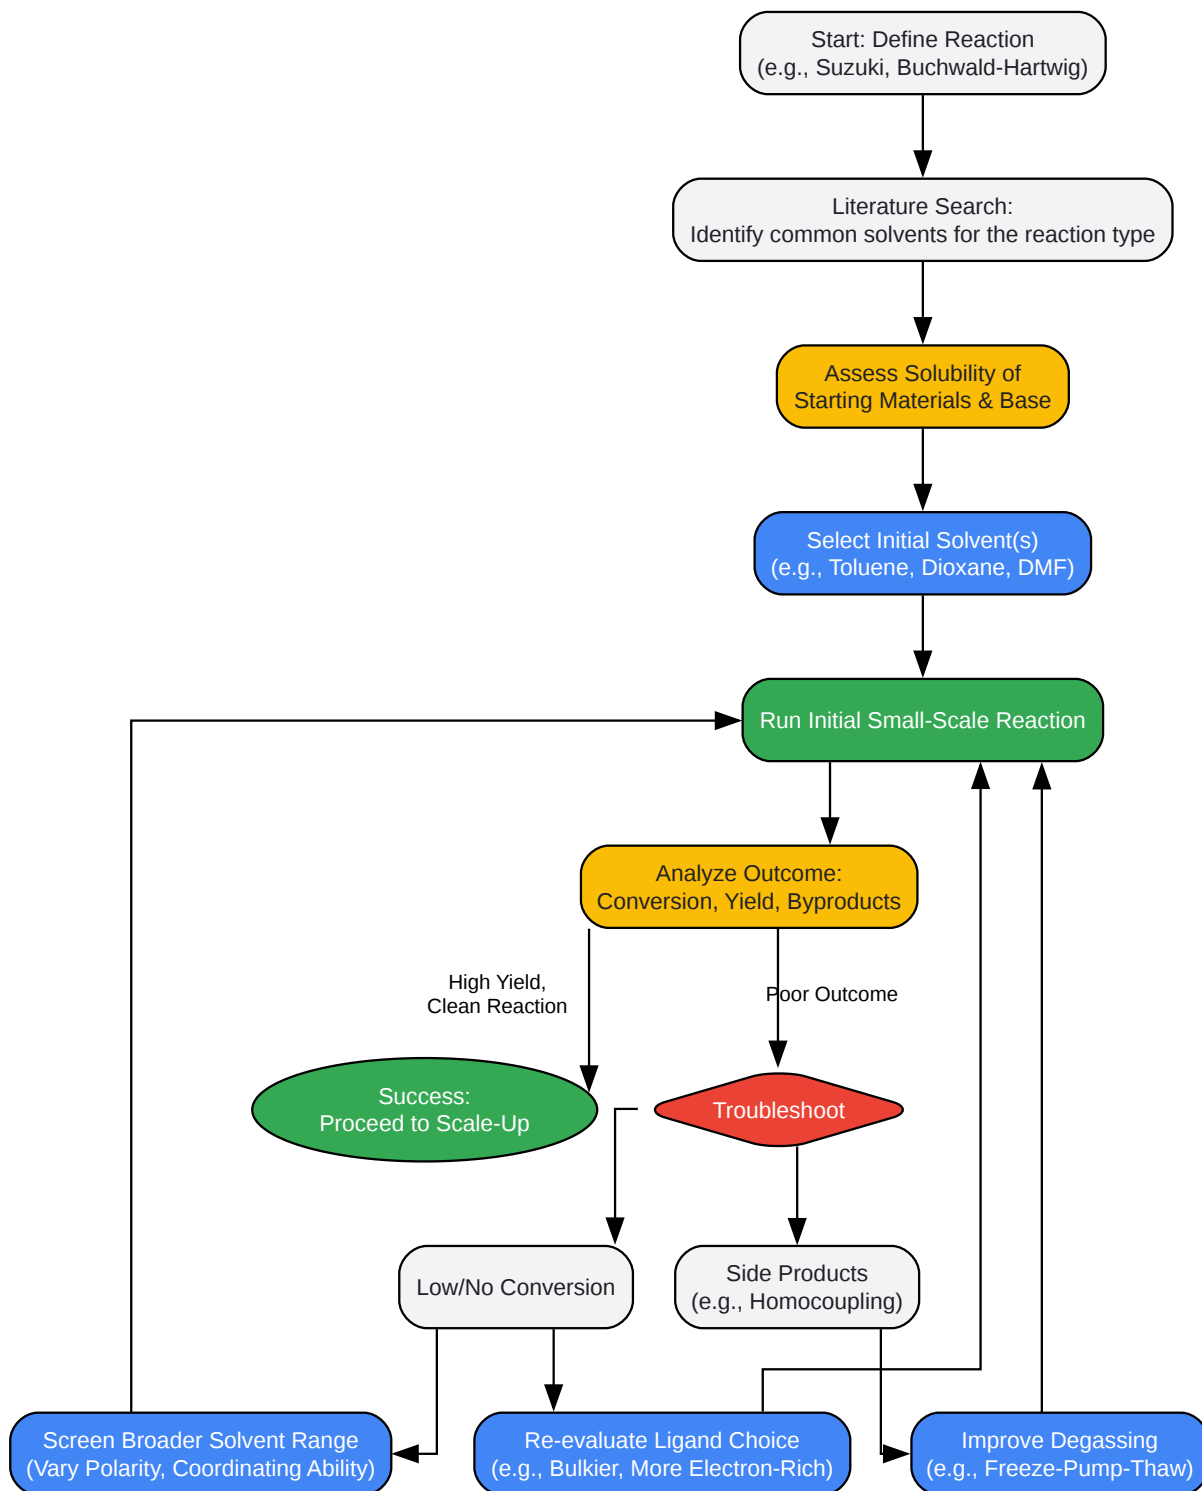 Start: Define Reaction
(e.g., Suzuki, Buchwald-Hartwig)
Literature Search:
Identify common solvents for the reaction type
Assess Solubility of
Starting Materials & Base
Select Initial Solvent(s)
(e.g., Toluene, Dioxane, DMF)
Run Initial Small-Scale Reaction
Analyze Outcome:
Conversion, Yield, Byproducts
High Yield,
Clean Reaction
Poor Outcome
Success:
Proceed to Scale-Up
Troubleshoot
Low/No Conversion
Side Products
(e.g., Homocoupling)
Screen Broader Solvent Range
(Vary Polarity, Coordinating Ability)
Re-evaluate Ligand Choice
(e.g., Bulkier, More Electron-Rich)
Improve Degassing
(e.g., Freeze-Pump-Thaw)